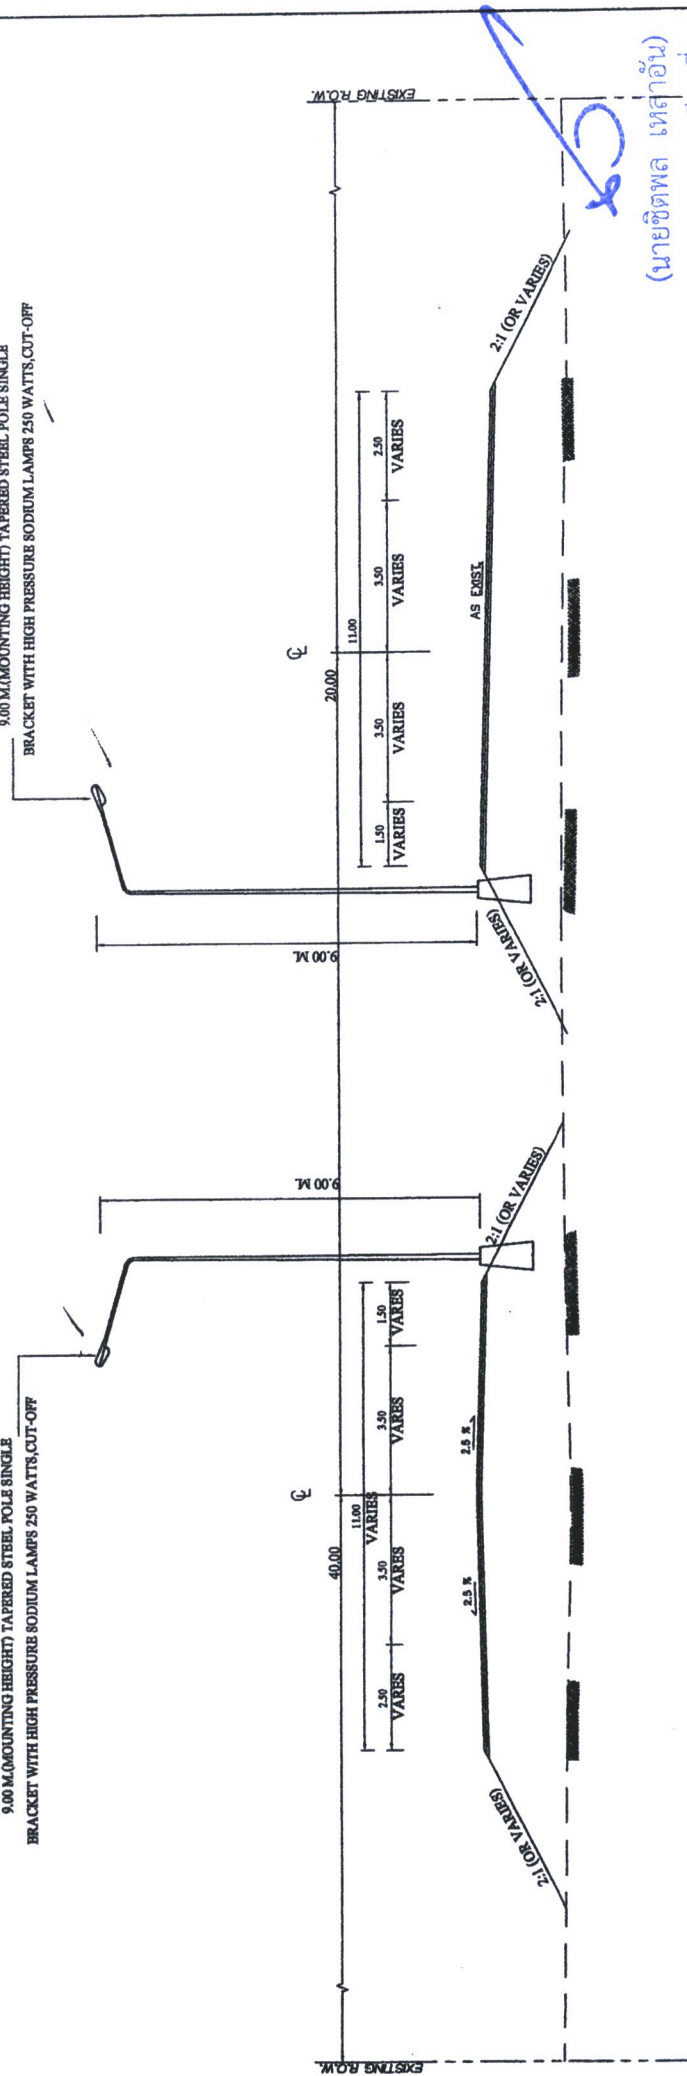 9.00 M.(MOUNTING HEIGHT) TAPERED STEEL POLE SINGLE
BRACKET WITH HIGH PRESSURE SODIUM LAMPS 250 WATTS,CUT-OFF
9.00 M.(MOUNTING HEIGHT) TAPERED STEEL POLE SINGLE
BRACKET WITH HIGH PRESSURE SODIUM LAMPS 250 WATTS,CUT-OFF
EXISTING R.O.W.
40.00
℄
11.00
VARIES
2.50
VARIES
3.50
VARIES
3.50
VARIES
1.50
VARIES
9.00 M.
2.5 %
2.5 %
2:1 (OR VARIES)
2:1 (OR VARIES)
20.00
℄
11.00
1.50
VARIES
3.50
VARIES
3.50
VARIES
2.50
VARIES
9.00 M.
AS EXIST.
2:1 (OR VARIES)
2:1 (OR VARIES)
EXISTING R.O.W.
(นายชิตพล เหลาอัน)